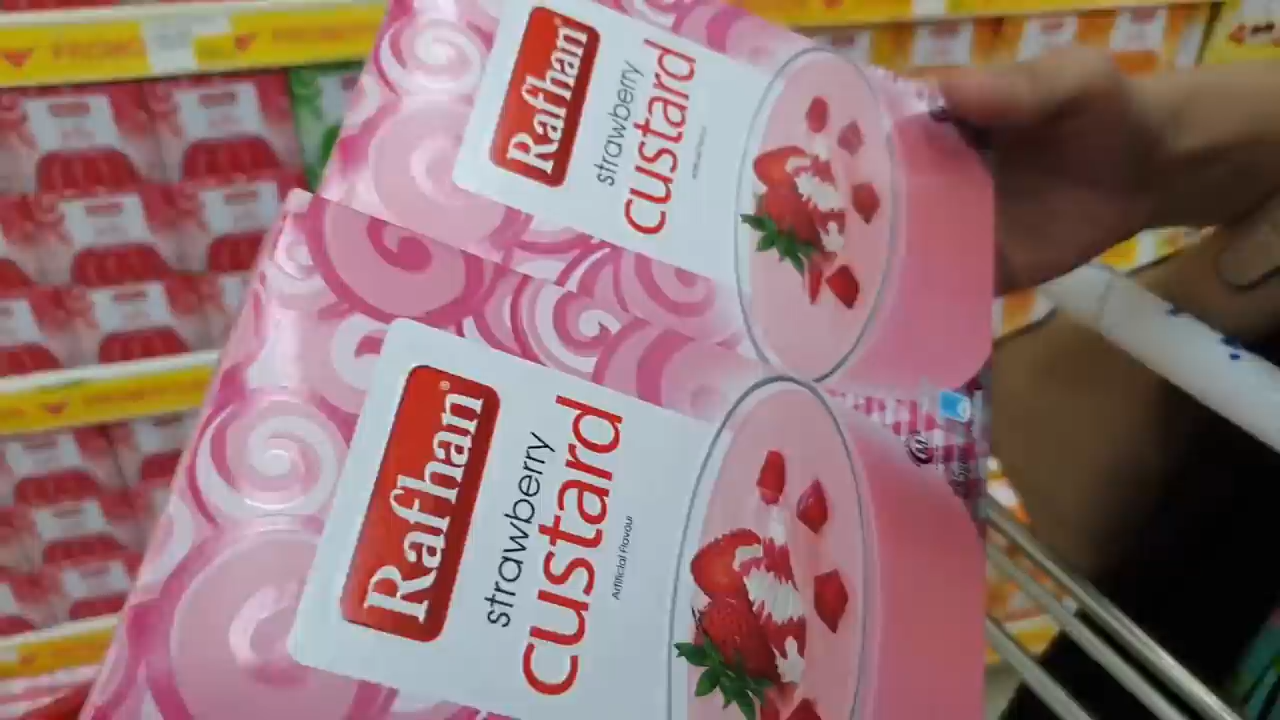 Rafhan®
strawberry
custard
Rafhan®
strawberry
custard
Artificial Flavour